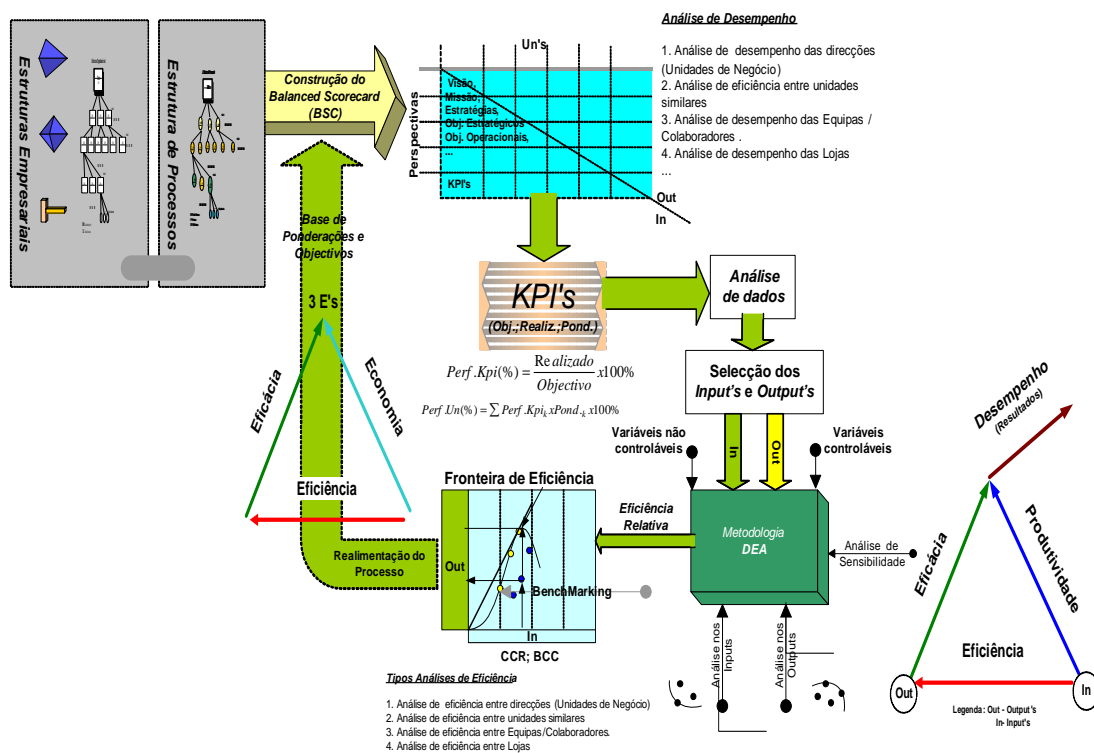 Estruturas Empresariais
Estrutura de Processos
Construção do
Balanced Scorecard
(BSC)
Un's
Perspectivas
Visão,
Missão,
Estratégias,
Obj. Estratégicos
Obj. Operacionais,
...
KPI's
Out
In
Análise de Desempenho
1. Análise de desempenho das direcções
(Unidades de Negócio)
2. Análise de eficiência entre unidades
similares
3. Análise de desempenho das Equipas /
Colaboradores .
4. Análise de desempenho das Lojas
...
Base de
Ponderações e
Objectivos
3 E's
Eficácia
Economia
Eficiência
Realimentação do
Processo
KPI's
(Obj.;Realiz.;Pond.)
Perf.Kpi(%) = Realizado / Objectivo x100%
Perf.Un(%) = ∑ Perf.Kpi k xPond. k x100%
Análise
de dados
Selecção dos
Input's e Output's
Variáveis não
controláveis
Variáveis
controláveis
In
Out
Metodologia
DEA
Análise de
Sensibilidade
Eficiência
Relativa
Fronteira de Eficiência
Out
BenchMarking
In
CCR; BCC
Análise nos
Inputs
Análise nos
Outputs
Tipos Análises de Eficiência
1. Análise de eficiência entre direcções (Unidades de Negócio)
2. Análise de eficiência entre unidades similares
3. Análise de eficiência entre Equipas/Colaboradores.
4. Análise de eficiência entre Lojas
Desempenho
(Resultados)
Eficácia
Produtividade
Eficiência
Out
In
Legenda: Out - Output's
In- Input's